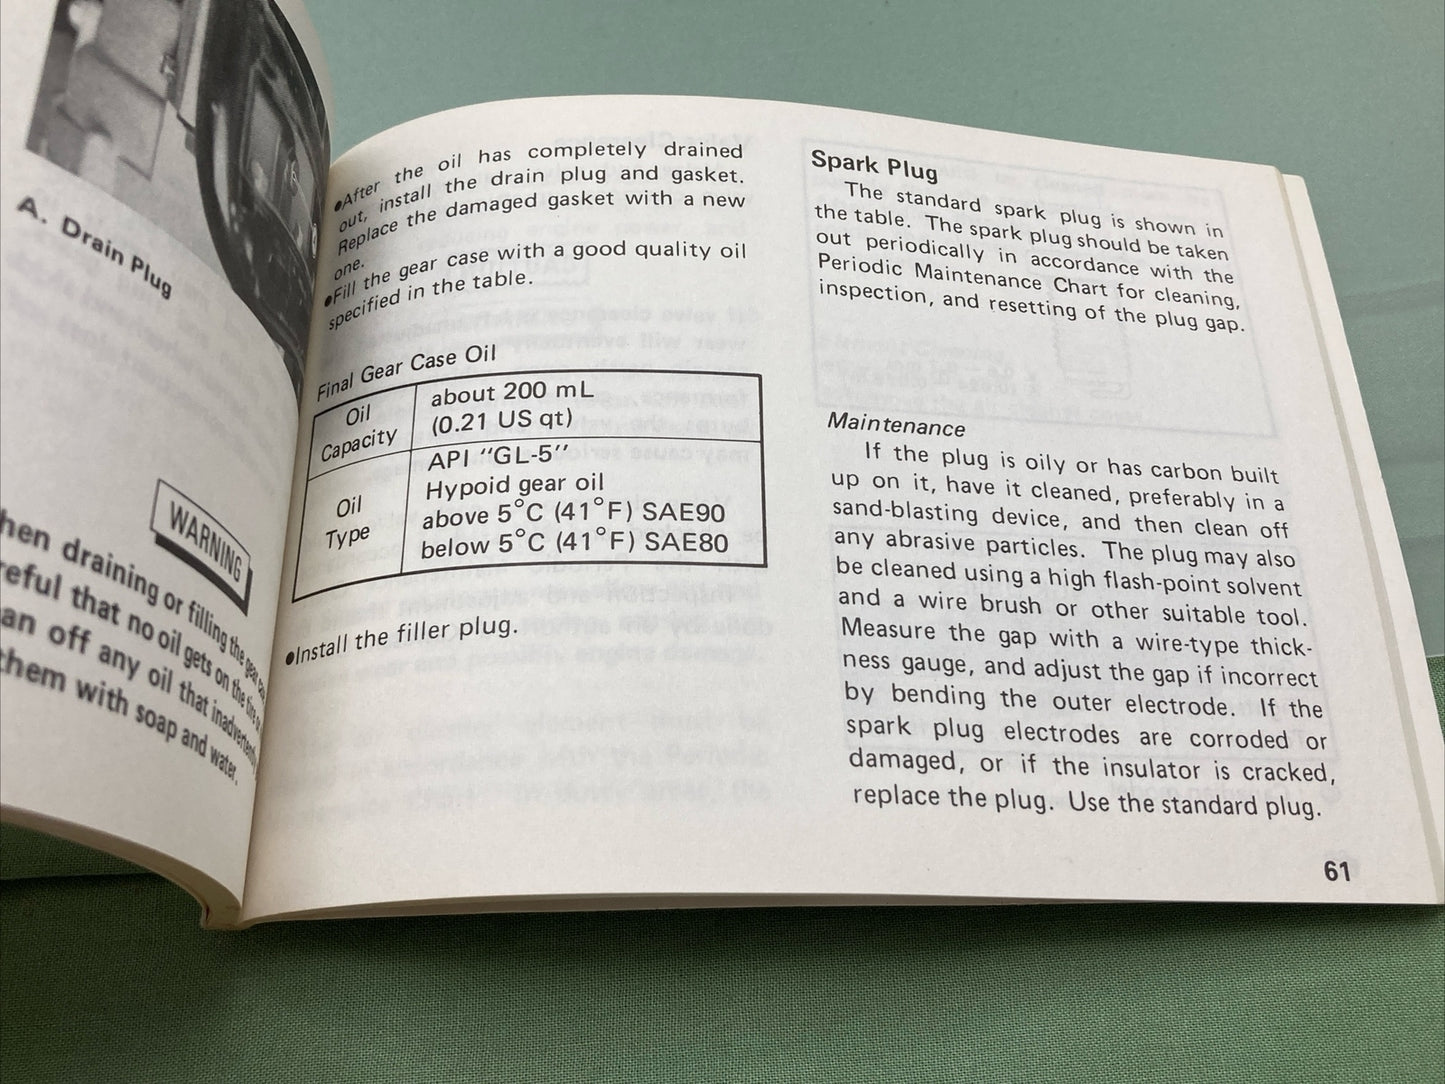 A. Drain Plug
WARNING
hen draining or filling the gear
reful that no oil gets on the tire or
an off any oil that inadvertently
them with soap and water.
●After the oil has completely drained
out, install the drain plug and gasket.
Replace the damaged gasket with a new
one.
●Fill the gear case with a good quality oil
specified in the table.
Final Gear Case Oil
Oil
Capacity
about 200 mL
(0.21 US qt)
Oil
Type
API “GL-5”
Hypoid gear oil
above 5°C (41°F) SAE90
below 5°C (41°F) SAE80
●Install the filler plug.
Spark Plug
The standard spark plug is shown in
the table. The spark plug should be taken
out periodically in accordance with the
Periodic Maintenance Chart for cleaning,
inspection, and resetting of the plug gap.
Maintenance
If the plug is oily or has carbon built
up on it, have it cleaned, preferably in a
sand-blasting device, and then clean off
any abrasive particles. The plug may also
be cleaned using a high flash-point solvent
and a wire brush or other suitable tool.
Measure the gap with a wire-type thick-
ness gauge, and adjust the gap if incorrect
by bending the outer electrode. If the
spark plug electrodes are corroded or
damaged, or if the insulator is cracked,
replace the plug. Use the standard plug.
61